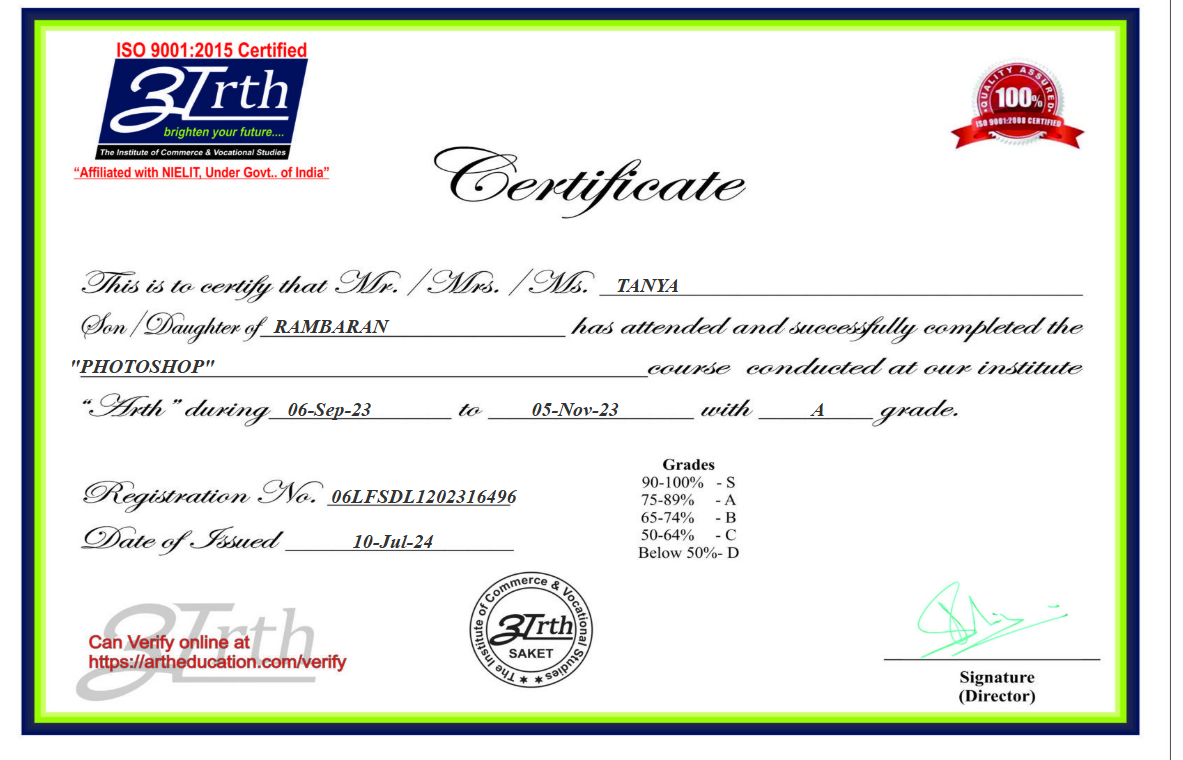 ISO 9001:2015 Certified
Arth
brighten your future....
The Institute of Commerce & Vocational Studies
"Affiliated with NIELIT, Under Govt.. of India"
QUALITY ASSURED.
100%
ISO 9001:2008 CERTIFIED
Certificate
This is to certify that Mr. /Mrs. /Ms. TANYA
Son/Daughter of RAMBARAN has attended and successfully completed the
"PHOTOSHOP" course conducted at our institute
"Arth" during 06-Sep-23 to 05-Nov-23 with A grade.
Grades
90-100% - S
75-89% - A
65-74% - B
50-64% - C
Below 50%- D
Registration No. 06LFSDL1202316496
Date of Issued 10-Jul-24
Arth
Can Verify online at
https://artheducation.com/verify
The Institute of Commerce & Vocational Studies
Arth
SAKET
Signature
(Director)